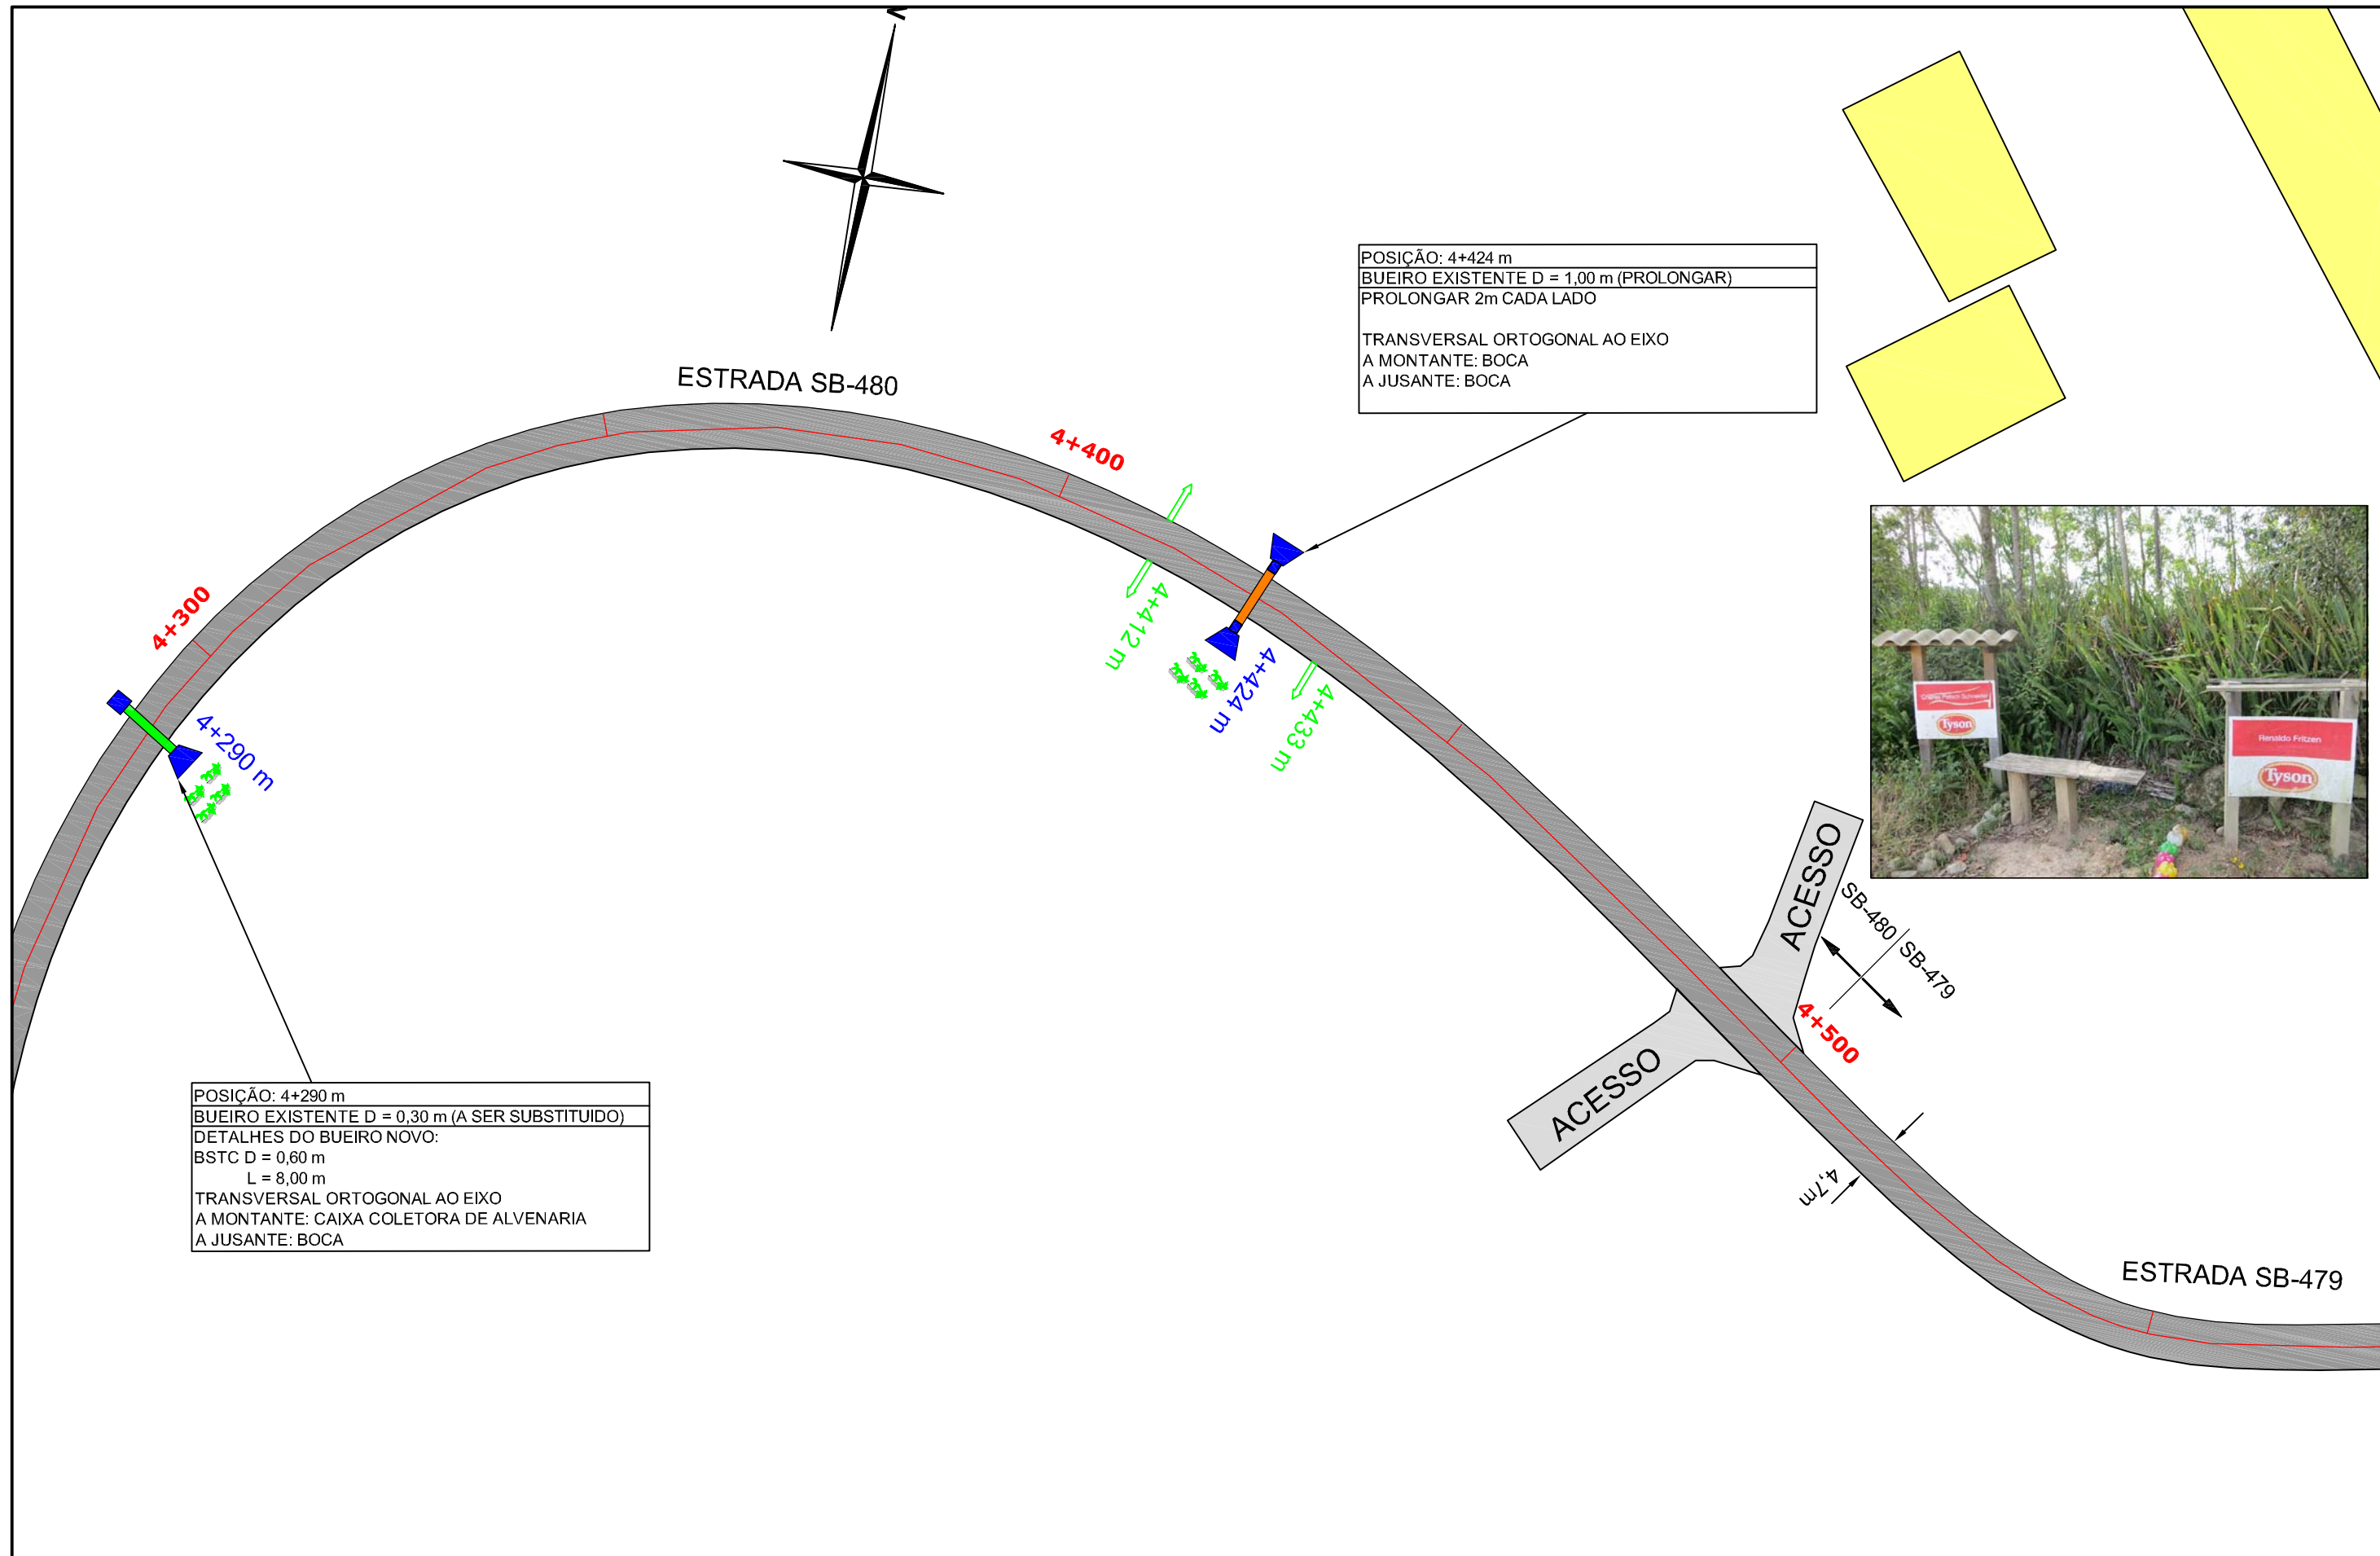 POSIÇÃO: 4+424 m
BUEIRO EXISTENTE D = 1,00 m (PROLONGAR)
PROLONGAR 2m CADA LADO
TRANSVERSAL ORTOGONAL AO EIXO
A MONTANTE: BOCA
A JUSANTE: BOCA
ESTRADA SB-480
4+400
4+300
4+412 m
4+424 m
4+433 m
4+290 m
Tyson
Renaldo Fritzen
Tyson
ACESSO
SB-480
SB-479
4+500
ACESSO
4,7m
POSIÇÃO: 4+290 m
BUEIRO EXISTENTE D = 0,30 m (A SER SUBSTITUIDO)
DETALHES DO BUEIRO NOVO:
BSTC D = 0,60 m
L = 8,00 m
TRANSVERSAL ORTOGONAL AO EIXO
A MONTANTE: CAIXA COLETORA DE ALVENARIA
A JUSANTE: BOCA
ESTRADA SB-479